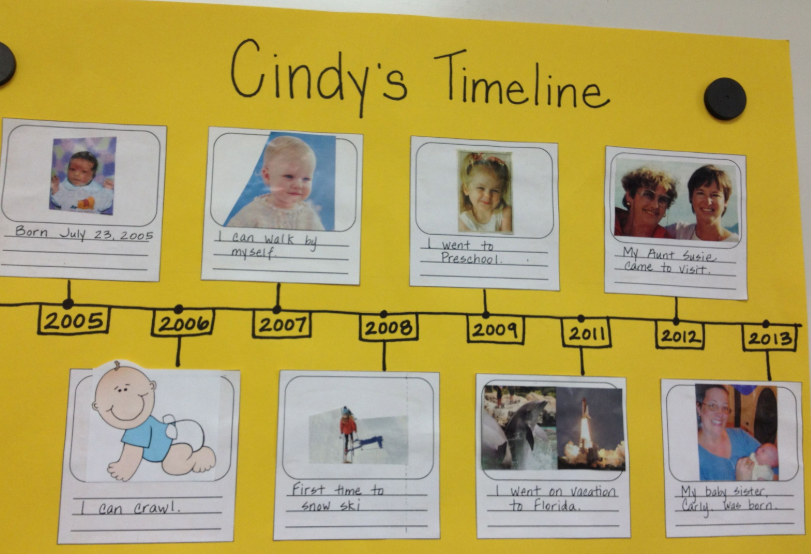 Cindy's Timeline
Born July 23, 2005
I can walk by
myself.
I went to
Preschool.
My Aunt Susie
came to visit.
2005
2006
2007
2008
2009
2011
2012
2013
I can crawl.
First time to
snow ski
I went on vacation
to Florida.
My baby sister,
Carly, was born.